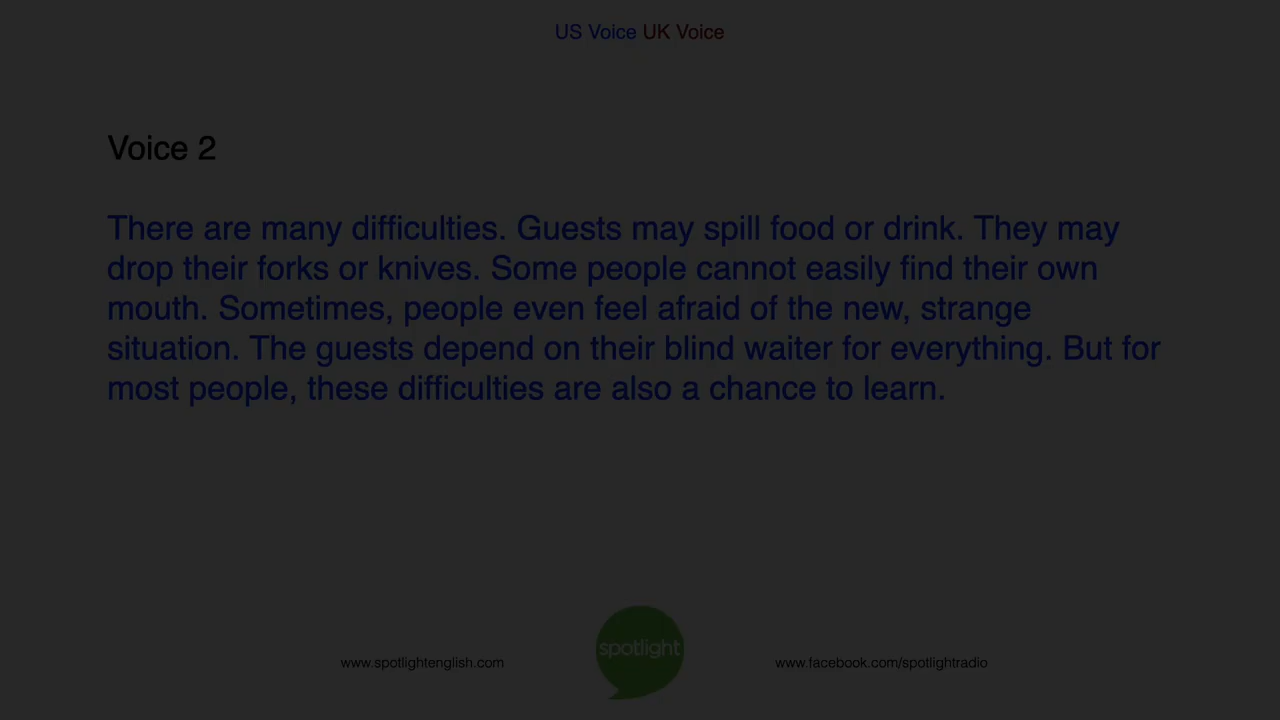 US Voice UK Voice
Voice 2
There are many difficulties. Guests may spill food or drink. They may
drop their forks or knives. Some people cannot easily find their own
mouth. Sometimes, people even feel afraid of the new, strange
situation. The guests depend on their blind waiter for everything. But for
most people, these difficulties are also a chance to learn.
spotlight
www.spotlightenglish.com
www.facebook.com/spotlightradio